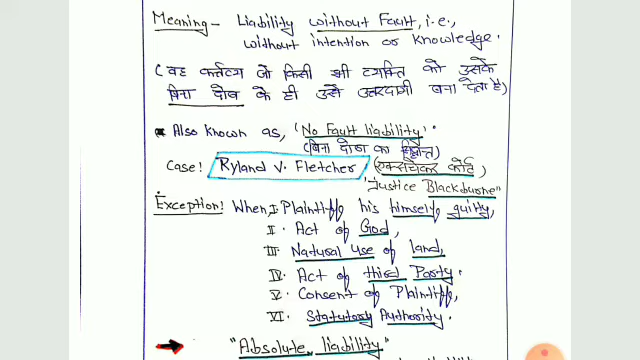 Meaning - Liability without Fault, i.e.,
without intention or knowledge.
( वह कर्त्तव्य जो किसी भी व्यक्ति को उसके
बिना दोष के ही उसे उत्तरदायी बना देता है)
Also known as, 'No Fault liability'.
(बिना दोष का सिद्धांत)
Case! Ryland v. Fletcher (एक्सचेकर कोर्ट)
"Justice Blackburne"
Exception! When, I. Plaintiff his himself guilty,
II. Act of God,
III. Natural use of land,
IV. Act of third Party.
V. Consent of Plaintiff,
VI. Statutory Authority.
"Absolute liability"